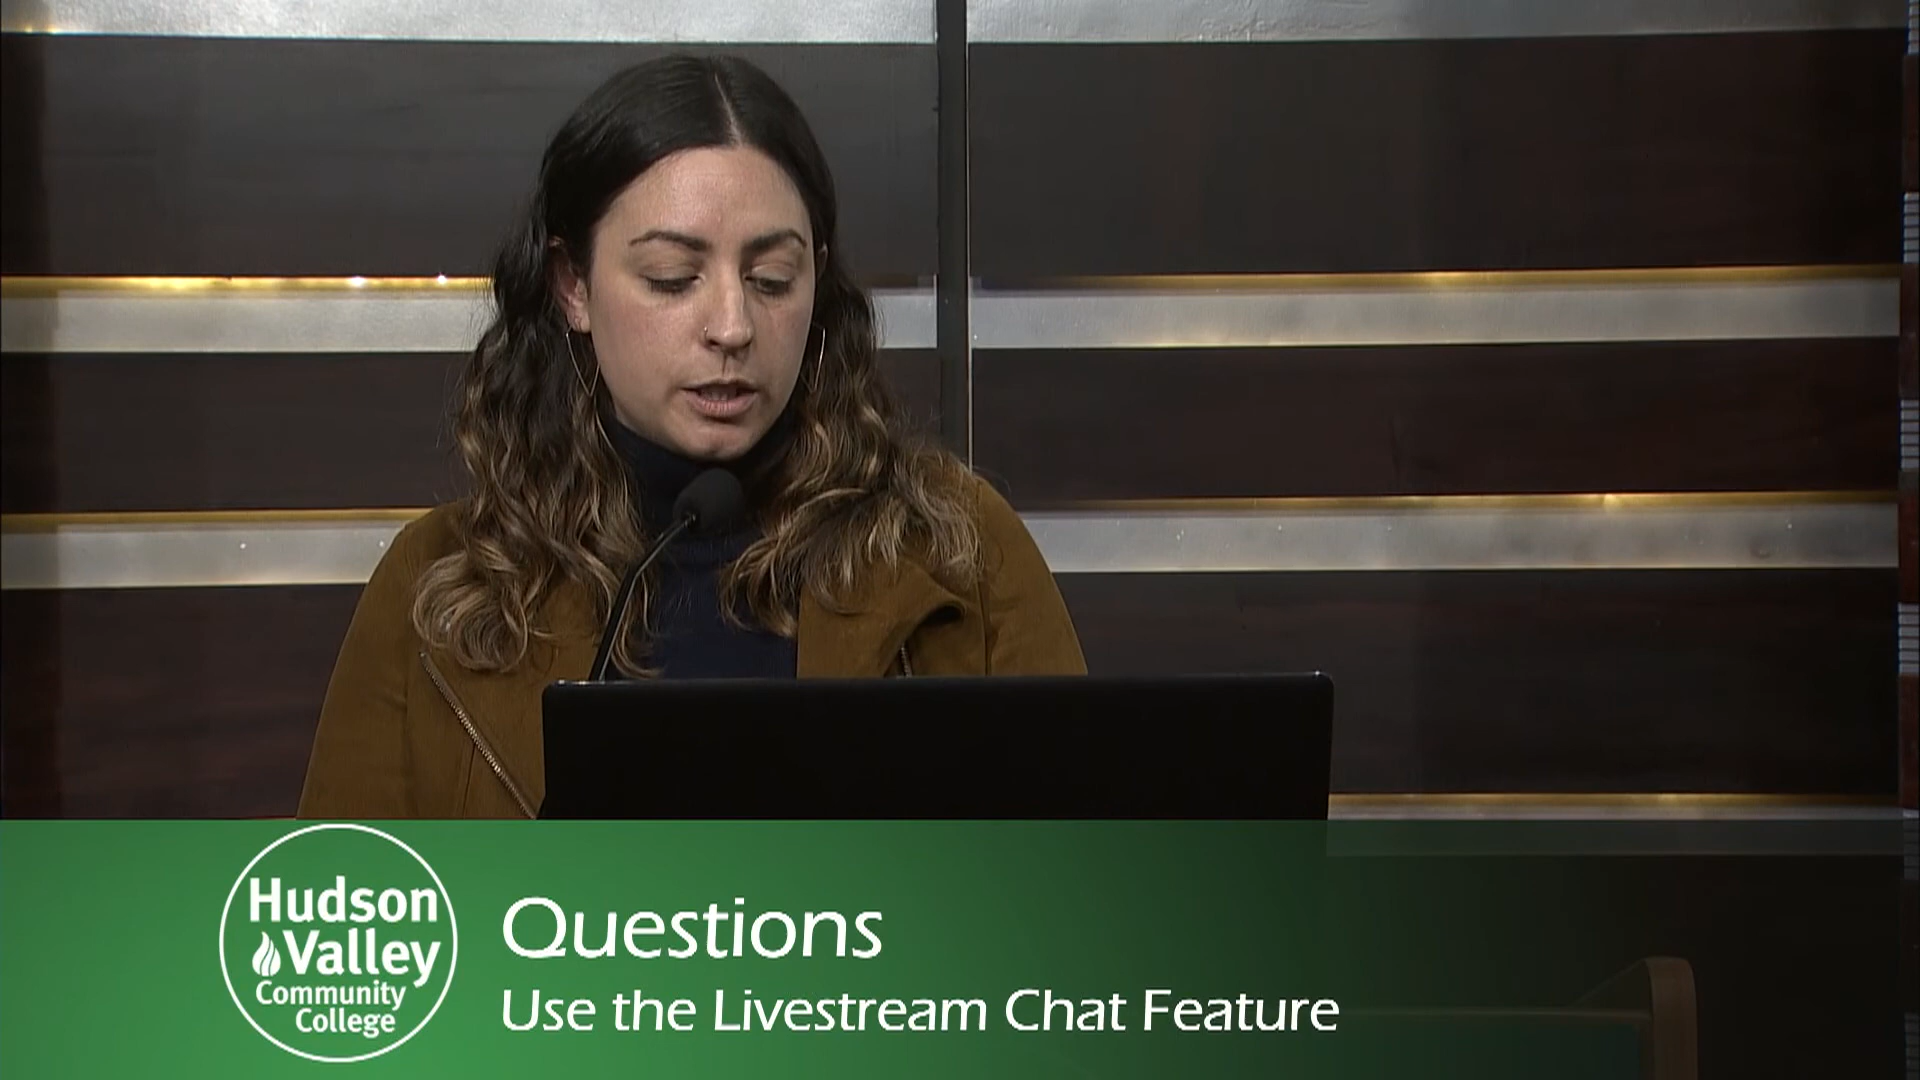 Hudson
Valley
Community
College
Questions
Use the Livestream Chat Feature